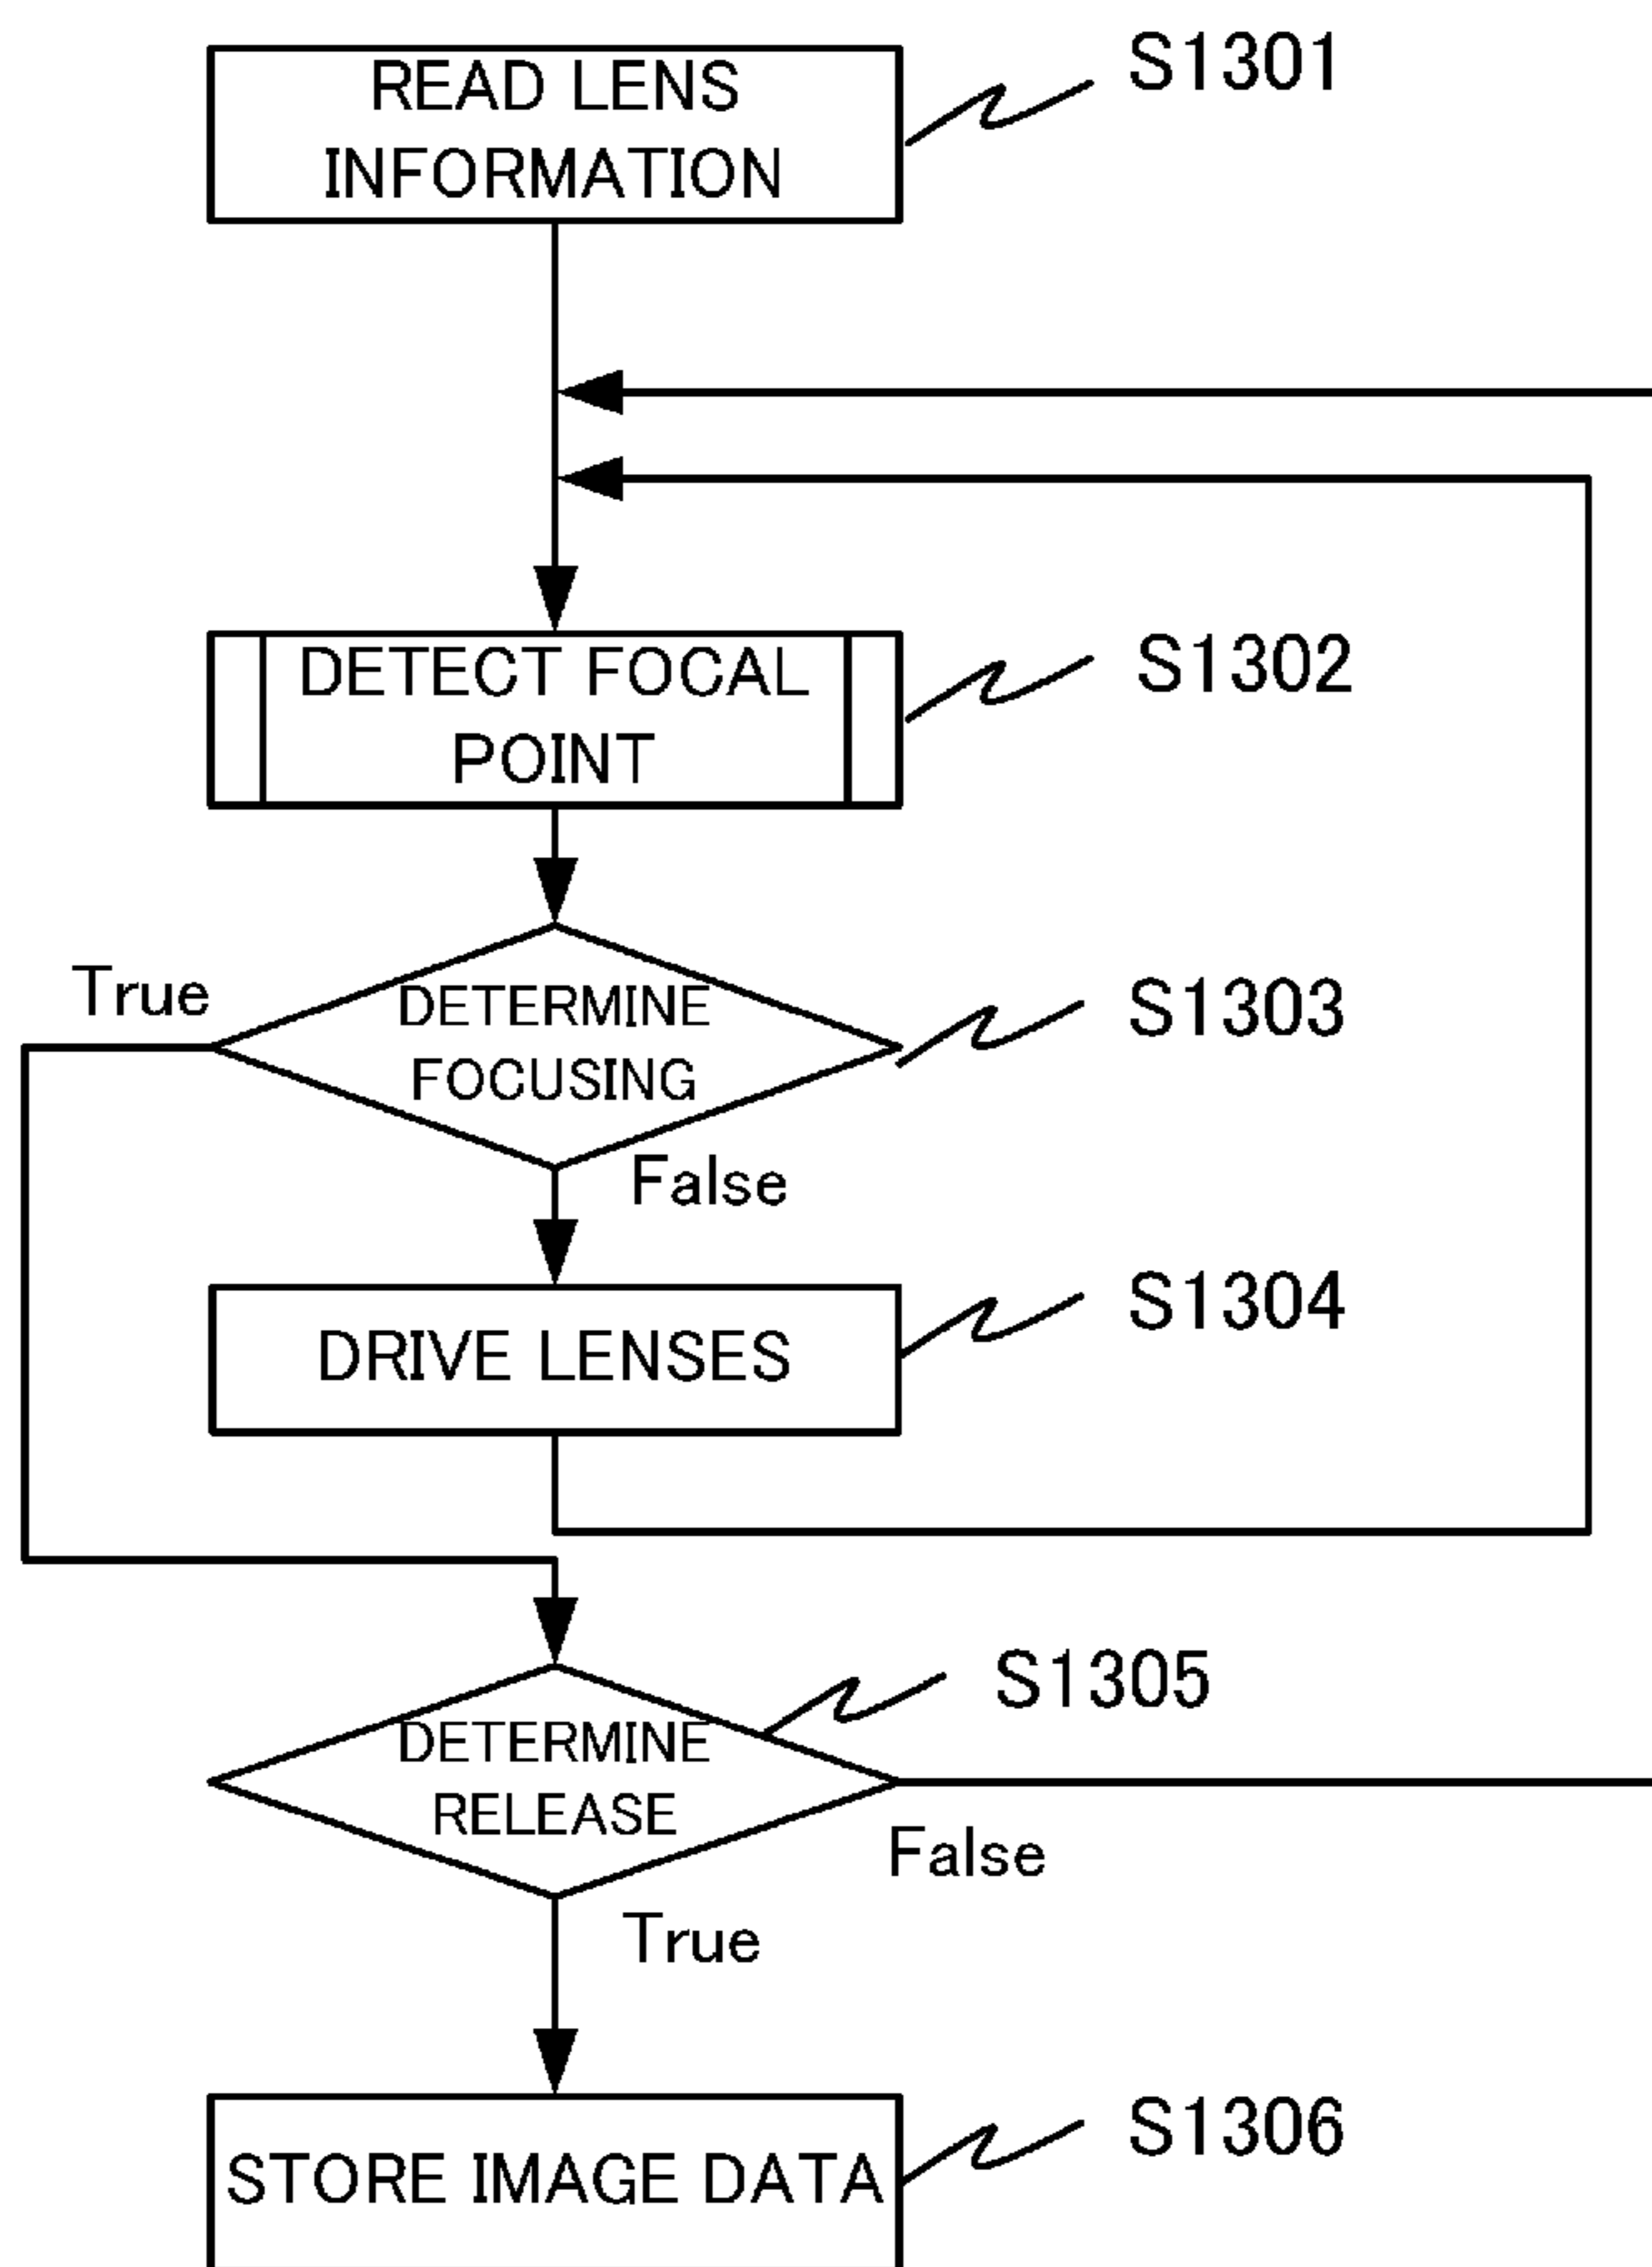 READ LENS
INFORMATION
S1301
DETECT FOCAL
POINT
S1302
True
DETERMINE
FOCUSING
S1303
False
DRIVE LENSES
S1304
DETERMINE
RELEASE
S1305
False
True
STORE IMAGE DATA
S1306